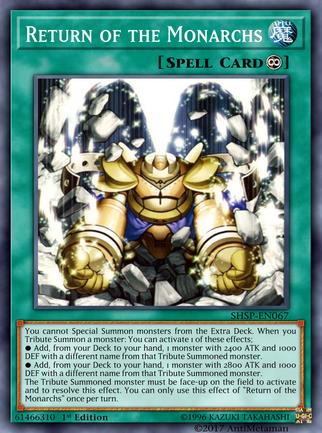 RETURN OF THE MONARCHS
[SPELL CARD]
SHSP-EN067
You cannot Special Summon monsters from the Extra Deck. When you
Tribute Summon a monster: You can activate 1 of these effects;
● Add, from your Deck to your hand, 1 monster with 2400 ATK and 1000
DEF with a different name from that Tribute Summoned monster.
● Add, from your Deck to your hand, 1 monster with 2800 ATK and 1000
DEF with a different name from that Tribute Summoned monster.
The Tribute Summoned monster must be face-up on the field to activate
and to resolve this effect. You can only use this effect of "Return of the
Monarchs" once per turn.
61466310 1st Edition
©1996 KAZUKI TAKAHASHI
©2017 AntiMetaman